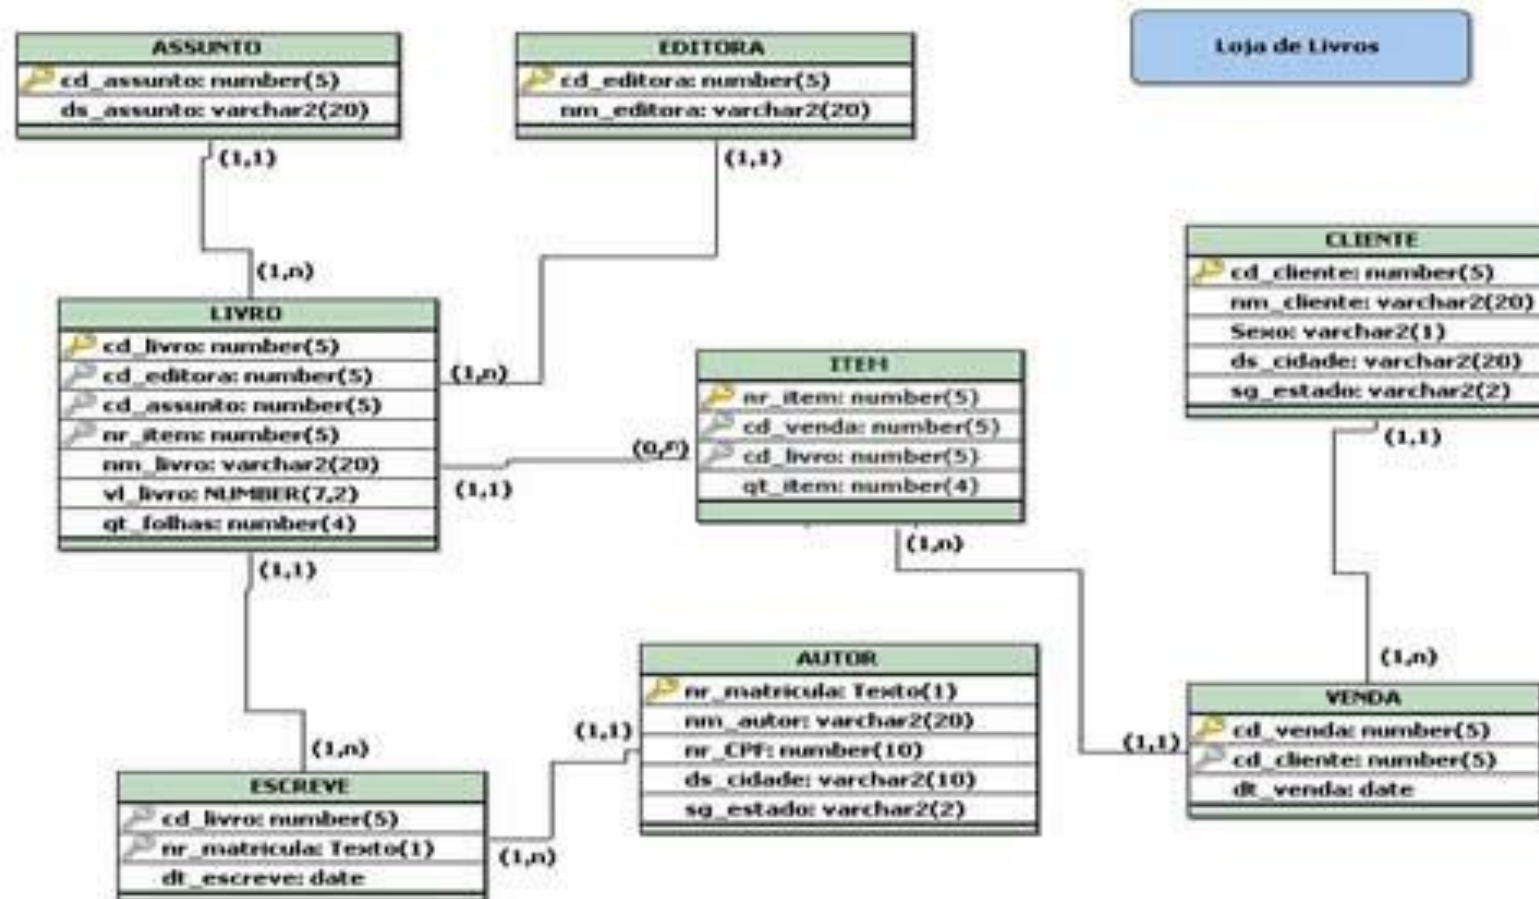 Loja de Livros
ASSUNTO
cd_assunto: number(5)
ds_assunto: varchar2(20)
(1,1)
EDITORA
cd_editora: number(5)
nm_editora: varchar2(20)
(1,1)
(1,n)
LIVRO
cd_livro: number(5)
cd_editora: number(5)
cd_assunto: number(5)
nr_item: number(5)
nm_livro: varchar2(20)
vl_livro: NUMBER(7,2)
qt_folhas: number(4)
(1,n)
(1,1)
(0,n)
(1,1)
ITEM
nr_item: number(5)
cd_venda: number(5)
cd_livro: number(5)
qt_item: number(4)
(1,n)
CLIENTE
cd_cliente: number(5)
nm_cliente: varchar2(20)
Sexo: varchar2(1)
ds_cidade: varchar2(20)
sg_estado: varchar2(2)
(1,1)
(1,n)
AUTOR
nr_matricula: Texto(1)
nm_autor: varchar2(20)
nr_CPF: number(10)
ds_cidade: varchar2(10)
sg_estado: varchar2(2)
(1,1)
(1,1)
VENDA
cd_venda: number(5)
cd_cliente: number(5)
dt_venda: date
(1,n)
ESCREVE
cd_livro: number(5)
nr_matricula: Texto(1)
dt_escreve: date
(1,n)